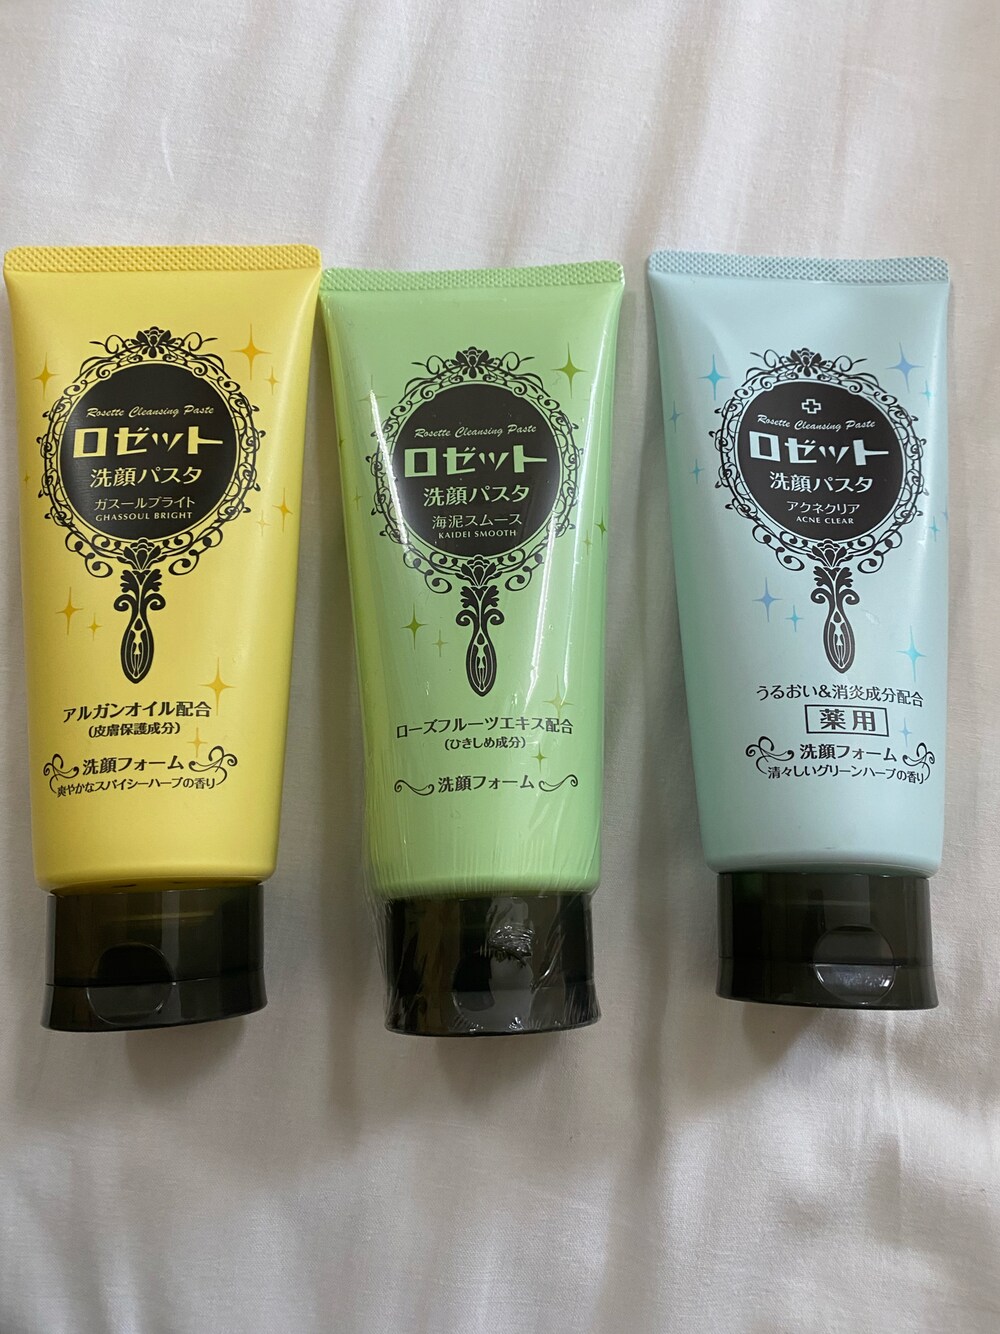 Rosette Cleansing Paste
ロゼット
洗顔パスタ
ガスールブライト
GHASSOUL BRIGHT
アルガンオイル配合
(皮膚保護成分)
洗顔フォーム
爽やかなスパイシーハーブの香り
Rosette Cleansing Paste
ロゼット
洗顔パスタ
海泥スムース
KAIDEI SMOOTH
ローズフルーツエキス配合
(ひきしめ成分)
洗顔フォーム
Rosette Cleansing Paste
ロゼット
洗顔パスタ
アクネクリア
ACNE CLEAR
うるおい&消炎成分配合
薬用
洗顔フォーム
清々しいグリーンハーブの香り